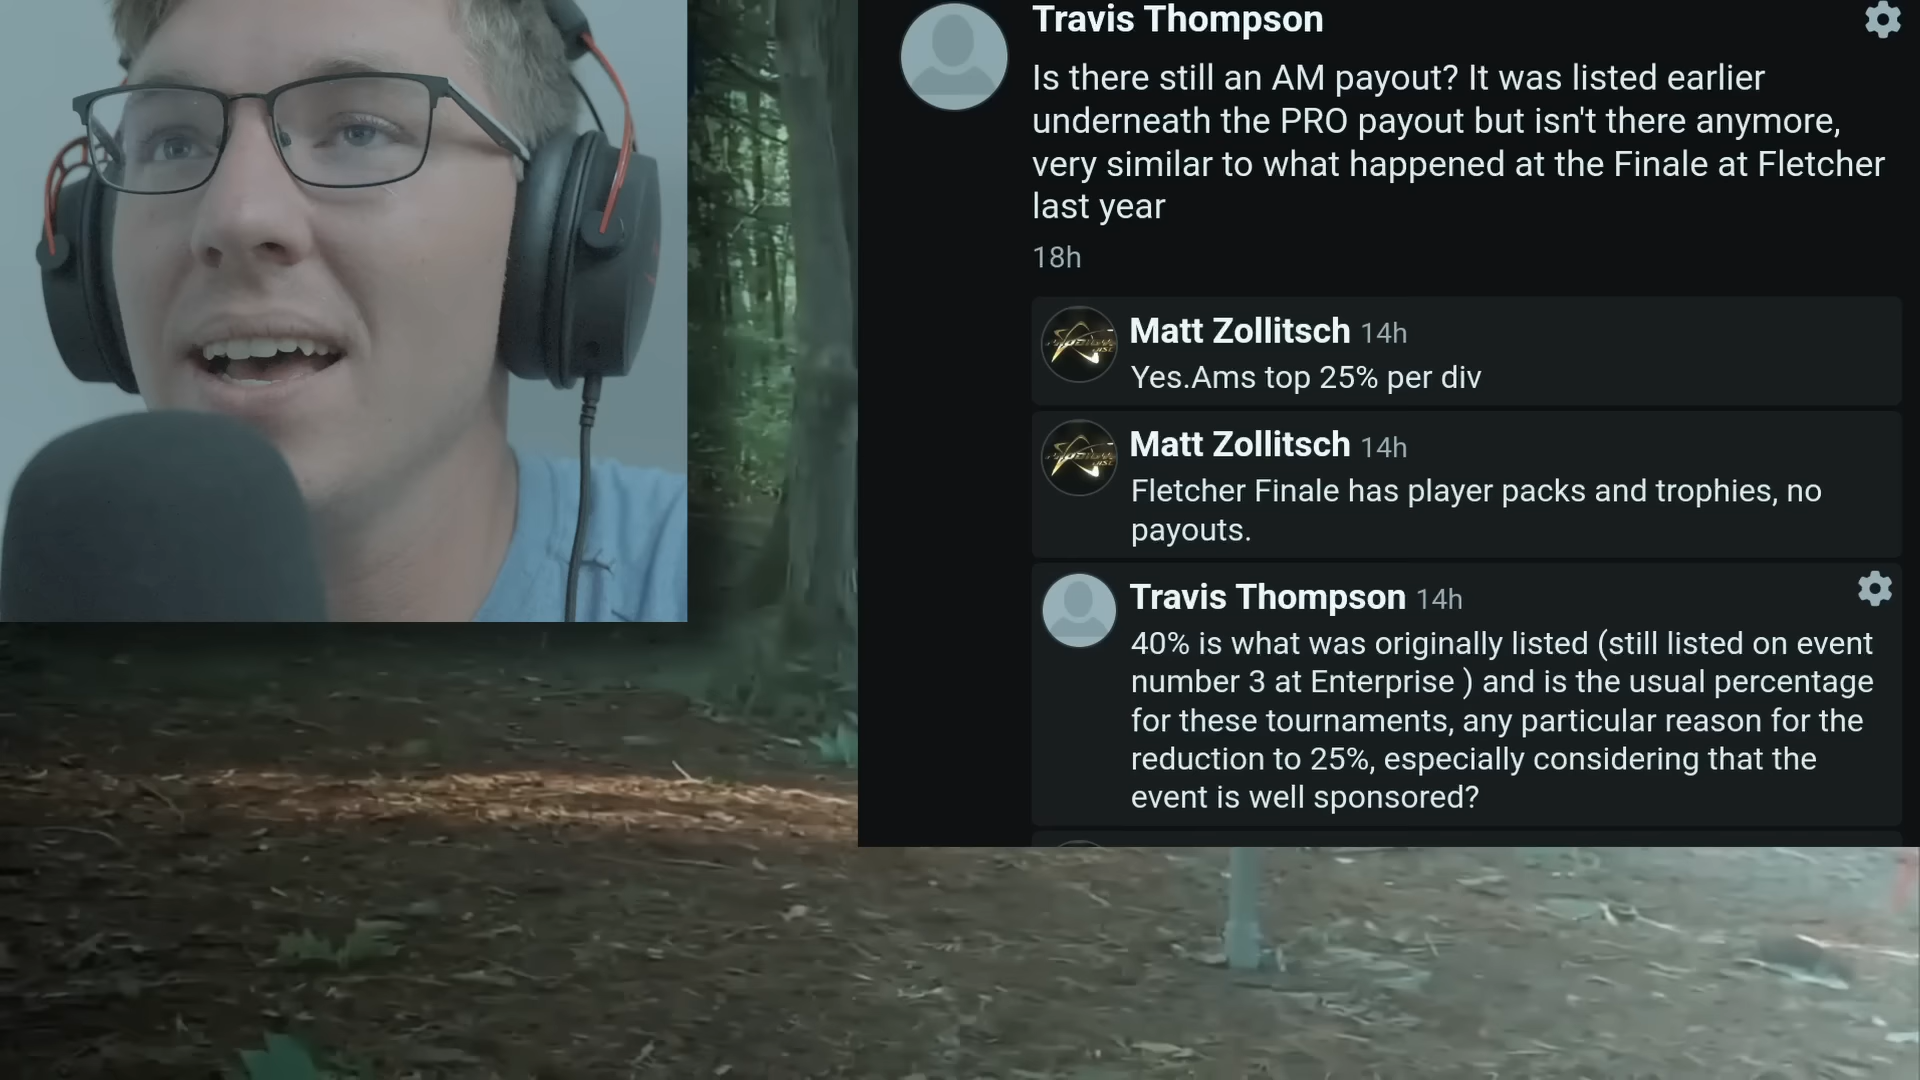 Travis Thompson
Is there still an AM payout? It was listed earlier
underneath the PRO payout but isn't there anymore,
very similar to what happened at the Finale at Fletcher
last year
18h
Matt Zollitsch 14h
Yes.Ams top 25% per div
Matt Zollitsch 14h
Fletcher Finale has player packs and trophies, no
payouts.
Travis Thompson 14h
40% is what was originally listed (still listed on event
number 3 at Enterprise ) and is the usual percentage
for these tournaments, any particular reason for the
reduction to 25%, especially considering that the
event is well sponsored?